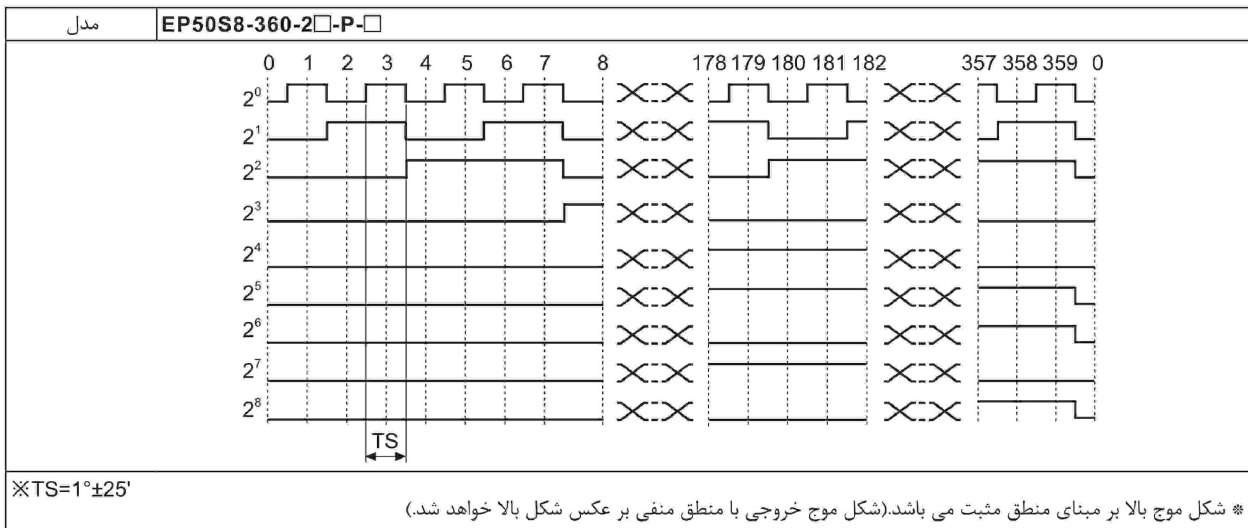 مدل
EP50S8-360-2□-P-□
0 1 2 3 4 5 6 7 8 178 179 180 181 182 357 358 359 0
2⁰
2¹
2²
2³
2⁴
2⁵
2⁶
2⁷
2⁸
TS
※TS=1°±25'
* شکل موج بالا بر مبنای منطق مثبت می باشد.(شکل موج خروجی با منطق منفی بر عکس شکل بالا خواهد شد.)